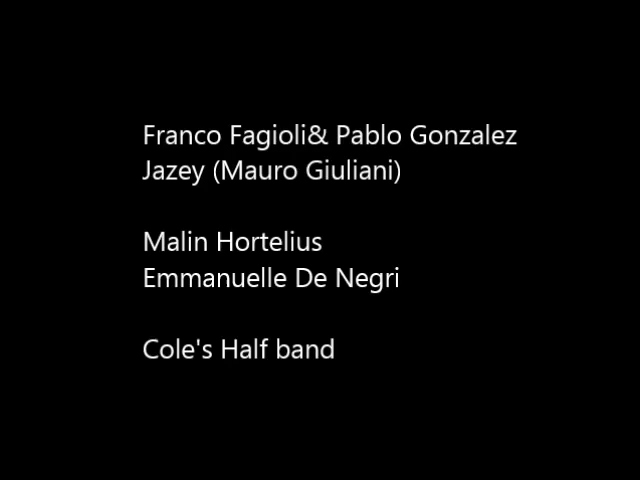 Franco Fagioli& Pablo Gonzalez
Jazey (Mauro Giuliani)
Malin Hortelius
Emmanuelle De Negri
Cole's Half band